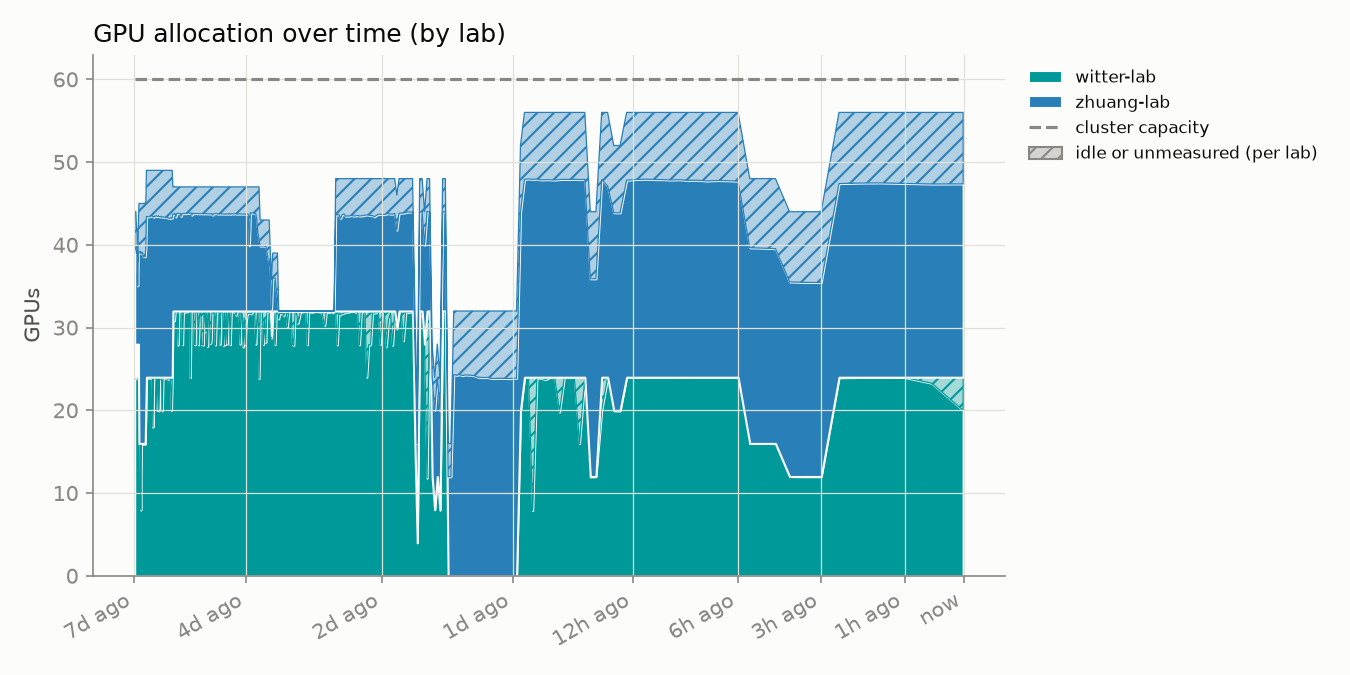 GPU allocation over time (by lab)
GPUs
60
50
40
30
20
10
0
7d ago
4d ago
2d ago
1d ago
12h ago
6h ago
3h ago
1h ago
now
witter-lab
zhuang-lab
cluster capacity
idle or unmeasured (per lab)